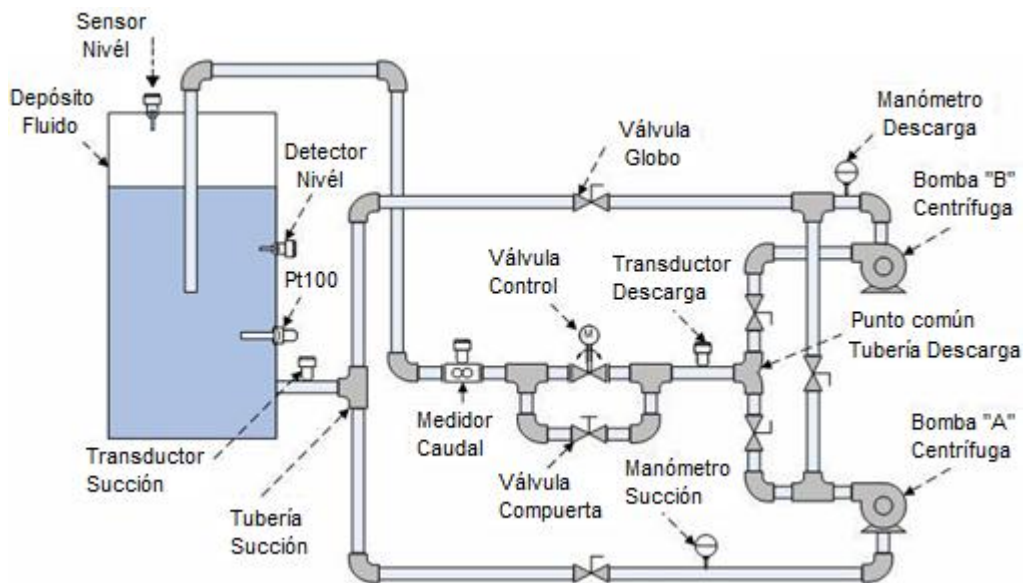 Sensor
Nivél
Depósito
Fluido
Detector
Nivél
Pt100
Válvula
Globo
Manómetro
Descarga
Bomba "B"
Centrífuga
Válvula
Control
M
Transductor
Descarga
Punto común
Tubería Descarga
Medidor
Caudal
Válvula
Compuerta
Manómetro
Succión
Bomba "A"
Centrífuga
Transductor
Succión
Tubería
Succión